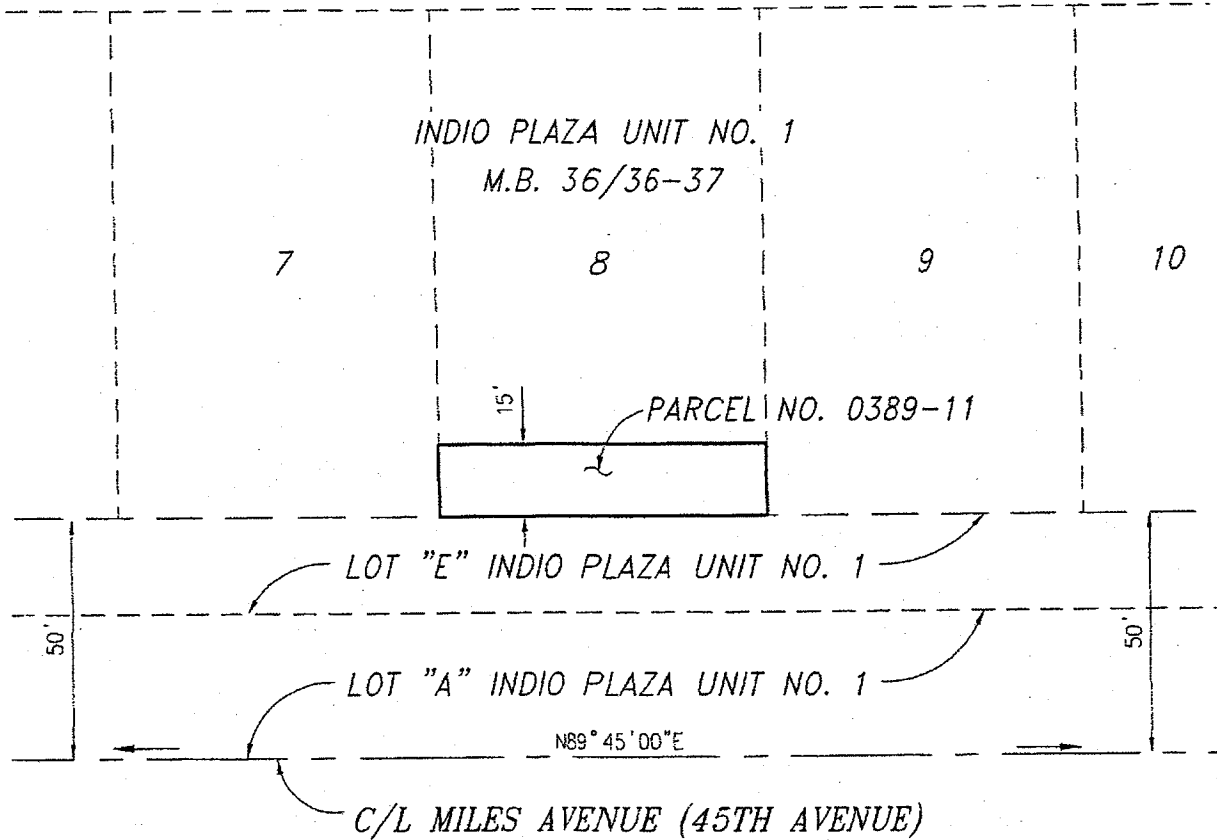 INDIO PLAZA UNIT NO. 1
M.B. 36/36-37
7
8
9
10
15'
PARCEL NO. 0389-11
LOT "E" INDIO PLAZA UNIT NO. 1
50'
50'
LOT "A" INDIO PLAZA UNIT NO. 1
N89°45'00"E
C/L MILES AVENUE (45TH AVENUE)